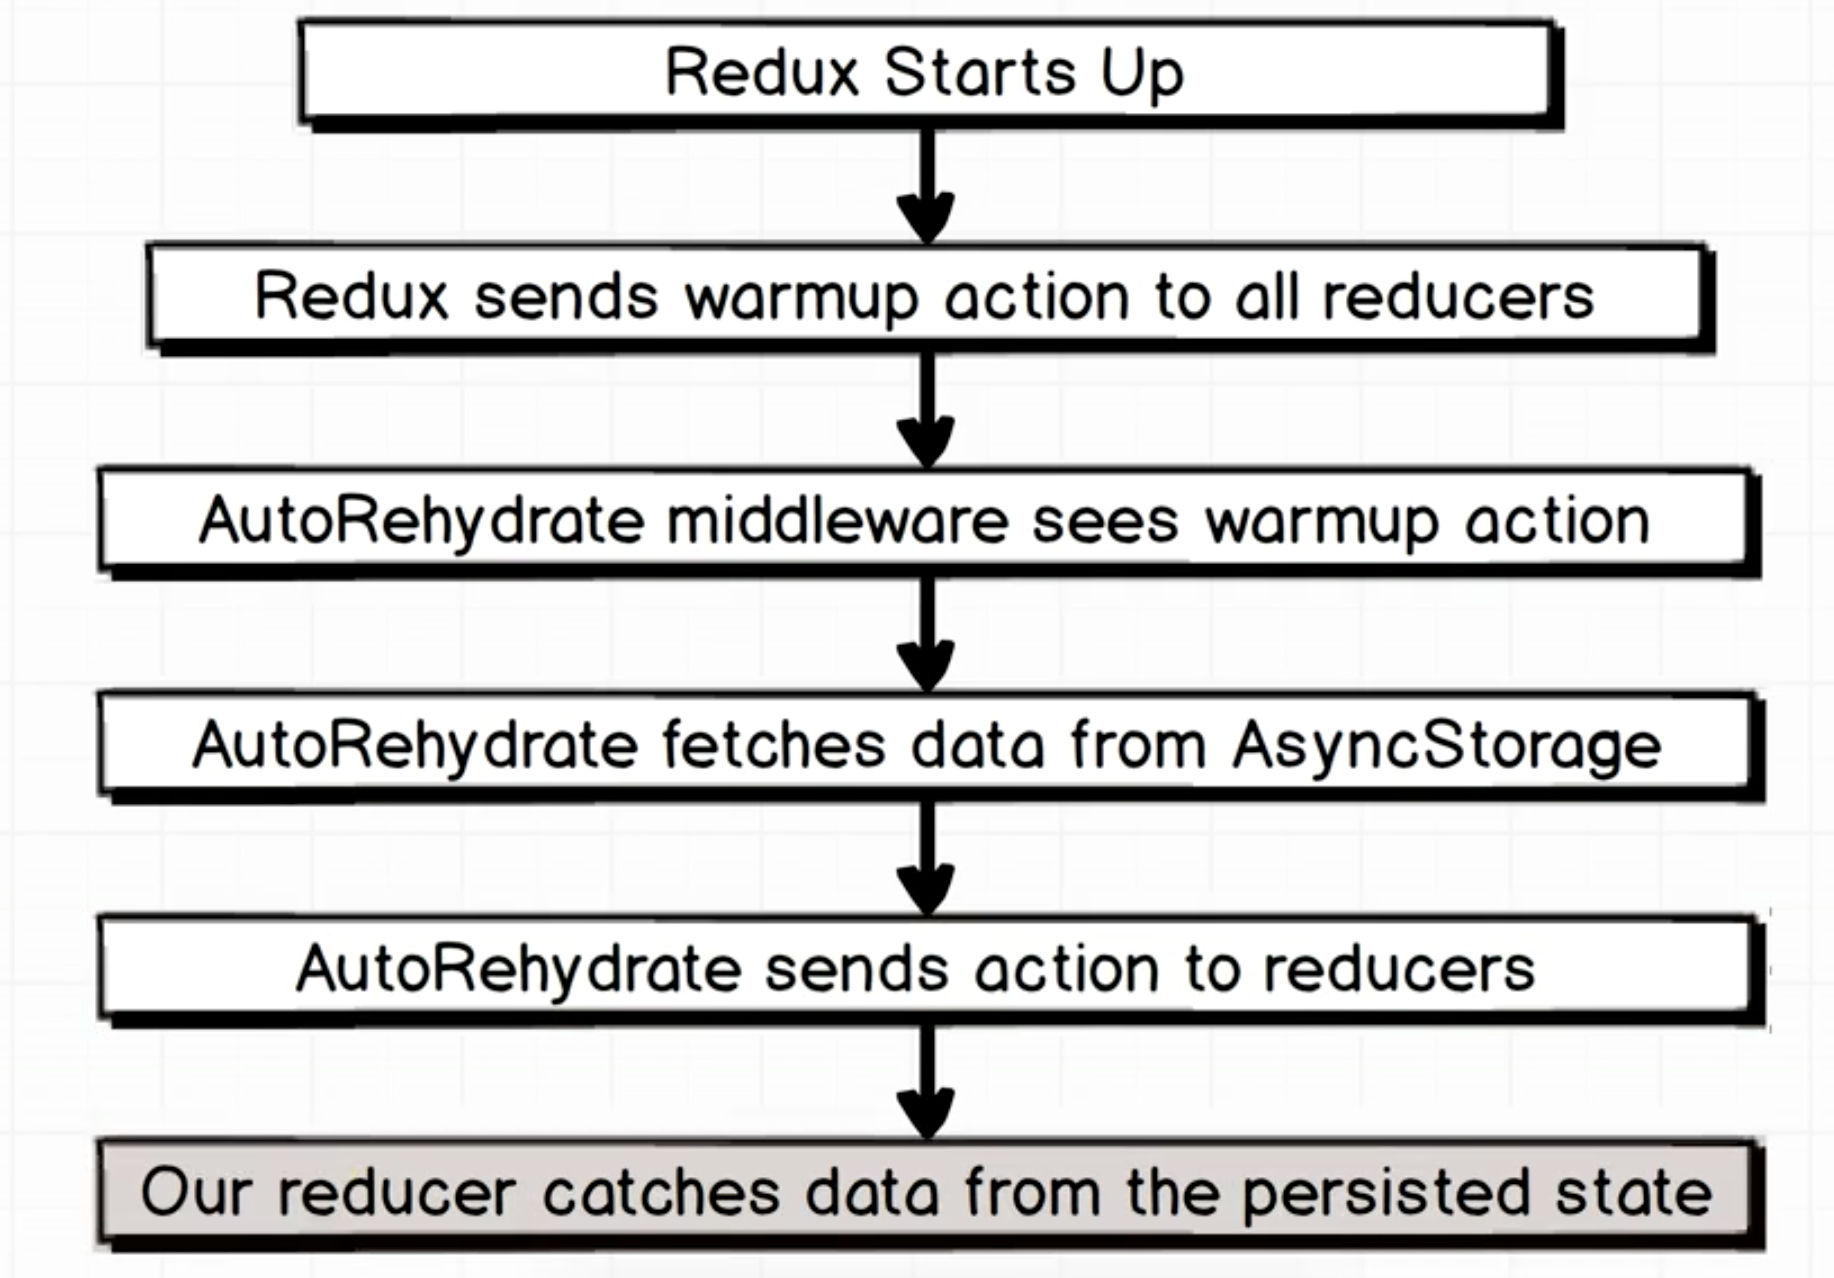 Redux Starts Up
Redux sends warmup action to all reducers
AutoRehydrate middleware sees warmup action
AutoRehydrate fetches data from AsyncStorage
AutoRehydrate sends action to reducers
Our reducer catches data from the persisted state